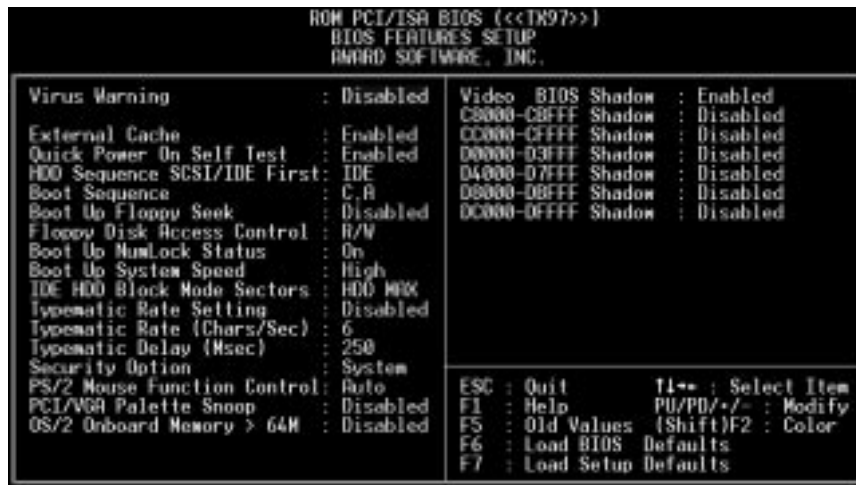 ROM PCI/ISA BIOS (<<TX97>>)
BIOS FEATURES SETUP
AWARD SOFTWARE, INC.
Virus Warning : Disabled
External Cache : Enabled
Quick Power On Self Test : Enabled
HDD Sequence SCSI/IDE First: IDE
Boot Sequence : C,A
Boot Up Floppy Seek : Disabled
Floppy Disk Access Control : R/W
Boot Up NumLock Status : On
Boot Up System Speed : High
IDE HDD Block Mode Sectors : HDD MAX
Typematic Rate Setting : Disabled
Typematic Rate (Chars/Sec) : 6
Typematic Delay (Msec) : 250
Security Option : System
PS/2 Mouse Function Control: Auto
PCI/VGA Palette Snoop : Disabled
OS/2 Onboard Memory > 64M : Disabled
Video BIOS Shadow : Enabled
C8000-CBFFF Shadow : Disabled
CC000-CFFFF Shadow : Disabled
D0000-D3FFF Shadow : Disabled
D4000-D7FFF Shadow : Disabled
D8000-DBFFF Shadow : Disabled
DC000-DFFFF Shadow : Disabled
ESC : Quit ↑↓→← : Select Item
F1 : Help PU/PD/+/- : Modify
F5 : Old Values (Shift)F2 : Color
F6 : Load BIOS Defaults
F7 : Load Setup Defaults